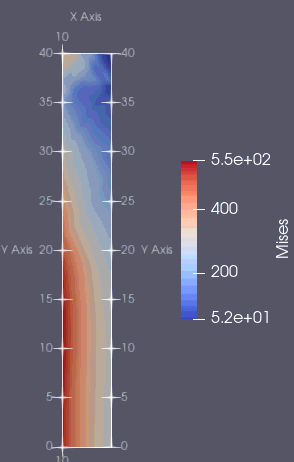 X Axis
10
40 40
35 35
30 30
25 25
Y Axis 20 20 Y Axis
15 15
10 10
5 5
0 0
10
5.5e+02
400
200
5.2e+01
Mises